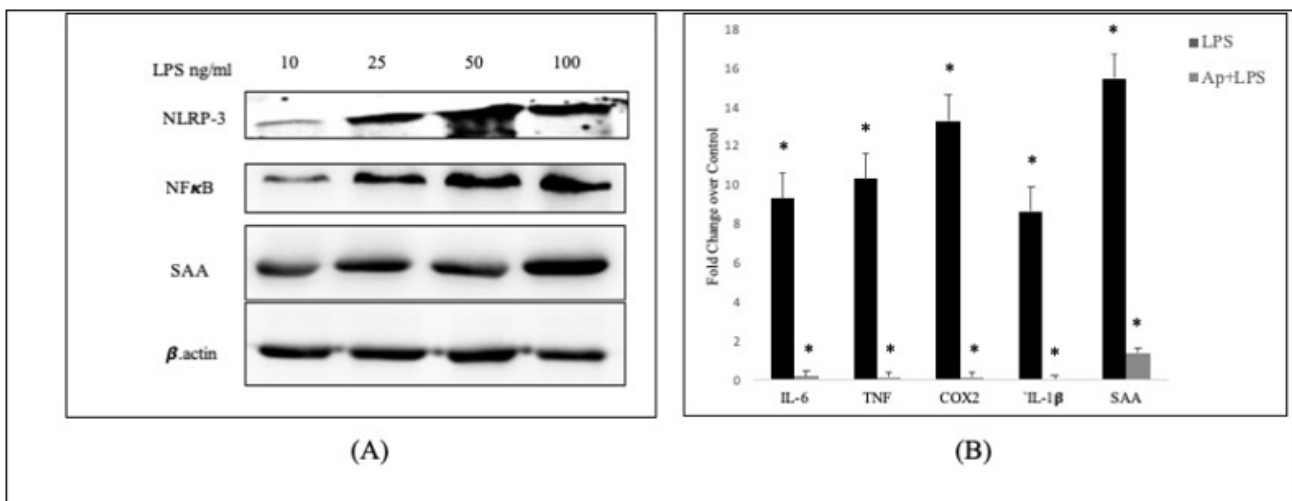 LPS ng/ml 10 25 50 100
NLRP-3
NFκB
SAA
β.actin
(A)
18
16
14
12
10
8
6
4
2
0
Fold Change over Control
* * * * * * * * * *
IL-6 TNF COX2 `IL-1β SAA
LPS
Ap+LPS
(B)